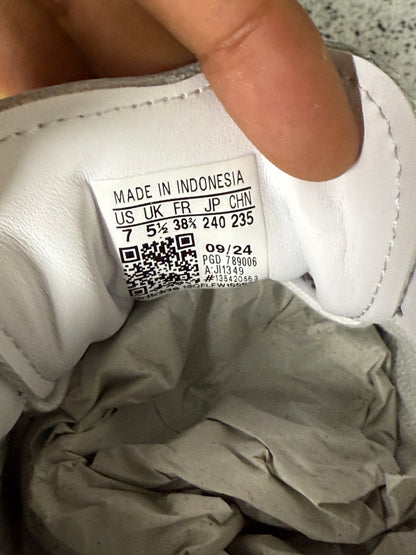 MADE IN INDONESIA
US UK FR JP CHN
7 5½ 38⅔ 240 235
09/24
PGD 789006
A:JI1349